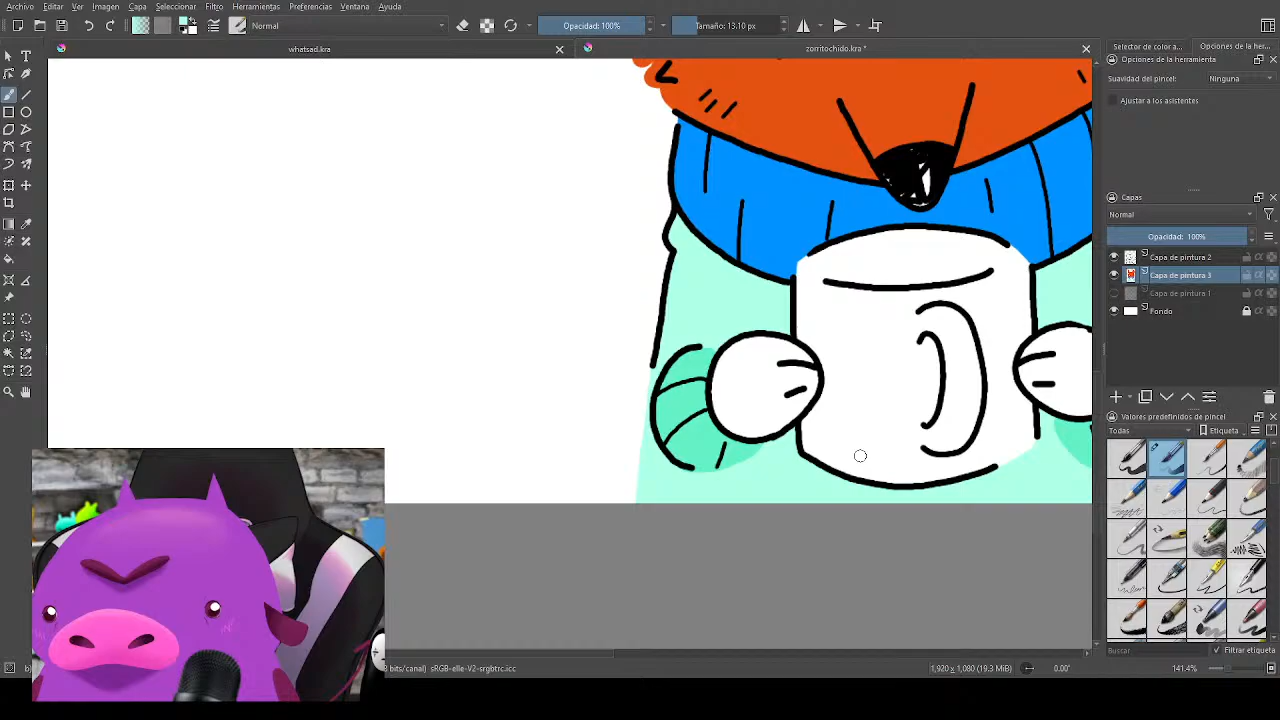 Archivo Editar Ver Imagen Capa Seleccionar Filtro Herramientas Preferencias Ventana Ayuda
Normal Opacidad: 100% Tamaño: 13.10 px
whatsad.kra zorritochido.kra * Selector de color a... Opciones de la her...
Opciones de la herramienta
Suavidad del pincel: Ninguna
Ajustar a los asistentes
Capas
Normal
Opacidad: 100%
Capa de pintura 2
Capa de pintura 3
Capa de pintura 1
Fondo
Valores predefinidos de pincel
Todas Etiqueta
Buscar Filtrar etiqueta
bits/canal) sRGB-elle-V2-srgbtrc.icc 1,920 x 1,080 (19.3 MiB) 0.00° 141.4%